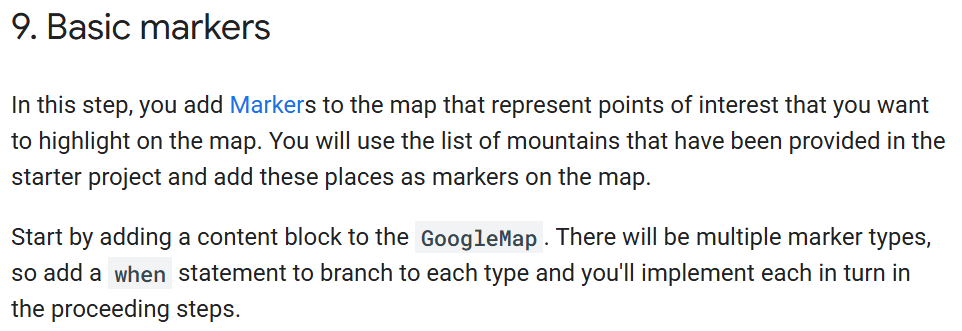 9. Basic markers
In this step, you add Markers to the map that represent points of interest that you want
to highlight on the map. You will use the list of mountains that have been provided in the
starter project and add these places as markers on the map.
Start by adding a content block to the GoogleMap. There will be multiple marker types,
so add a when statement to branch to each type and you'll implement each in turn in
the proceeding steps.